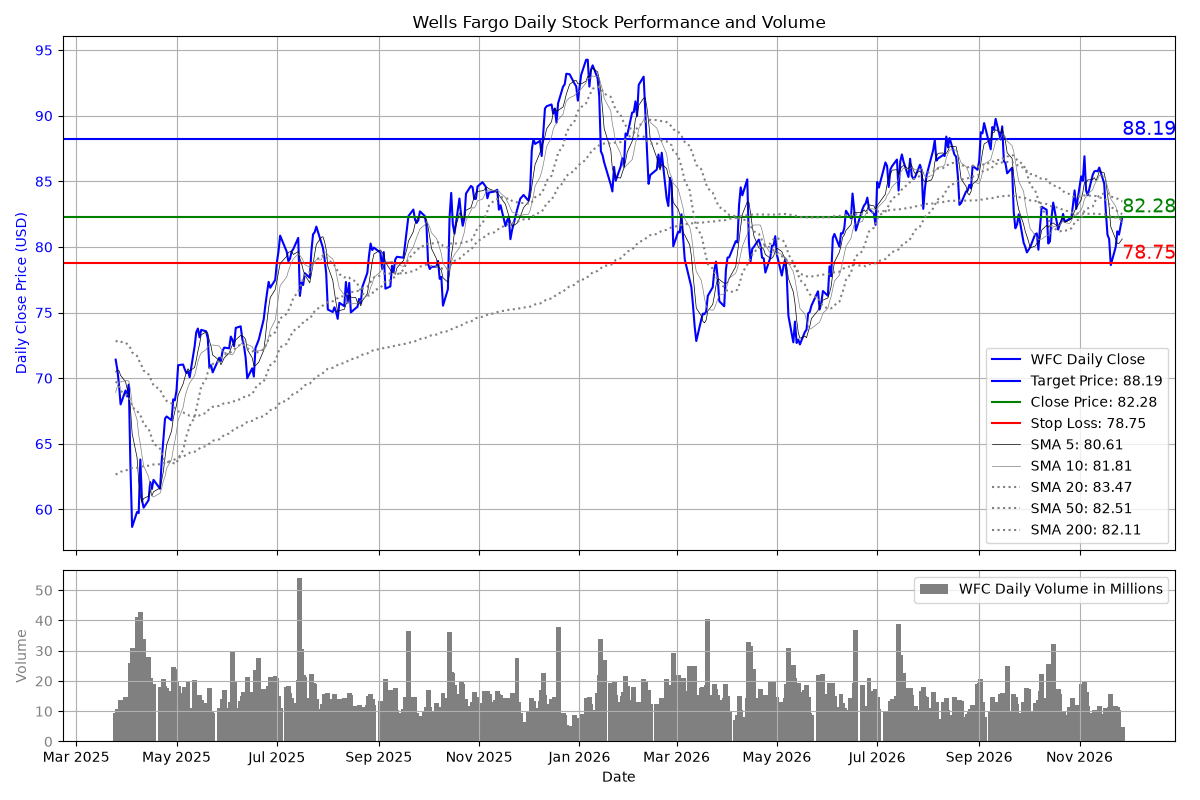 Wells Fargo Daily Stock Performance and Volume
Daily Close Price (USD)
95
90
85
80
75
70
65
60
88.19
82.28
78.75
WFC Daily Close
Target Price: 88.19
Close Price: 82.28
Stop Loss: 78.75
SMA 5: 80.61
SMA 10: 81.81
SMA 20: 83.47
SMA 50: 82.51
SMA 200: 82.11
Volume
50
40
30
20
10
0
WFC Daily Volume in Millions
Mar 2025
May 2025
Jul 2025
Sep 2025
Nov 2025
Jan 2026
Mar 2026
May 2026
Jul 2026
Sep 2026
Nov 2026
Date